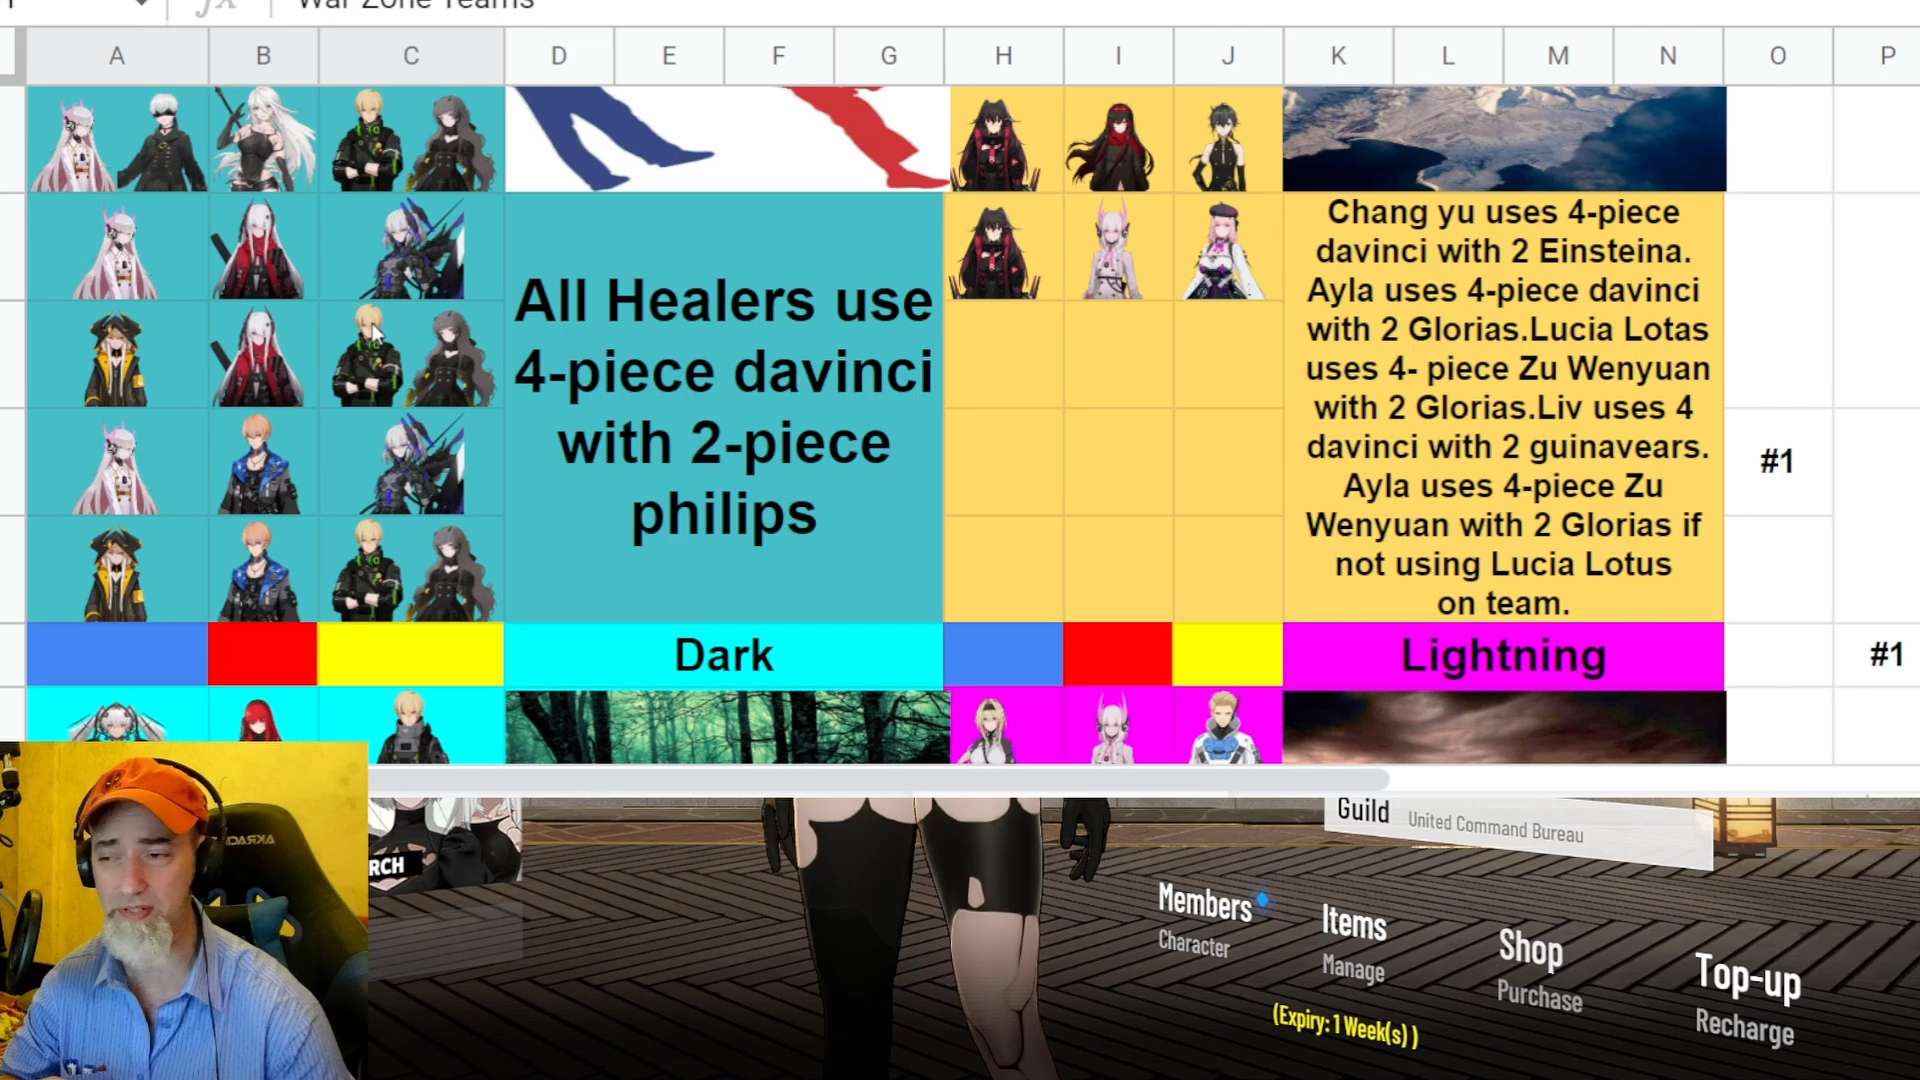 War Zone Teams
A B C D E F G H I J K L M N O P
All Healers use
4-piece davinci
with 2-piece
philips
Chang yu uses 4-piece
davinci with 2 Einsteina.
Ayla uses 4-piece davinci
with 2 Glorias.Lucia Lotas
uses 4- piece Zu Wenyuan
with 2 Glorias.Liv uses 4
davinci with 2 guinavears.
Ayla uses 4-piece Zu
Wenyuan with 2 Glorias if
not using Lucia Lotus
on team.
#1
Dark
Lightning
#1
AKRACING
RCH
Guild United Command Bureau
Members
Character
Items
Manage
(Expiry: 1 Week(s) )
Shop
Purchase
Top-up
Recharge